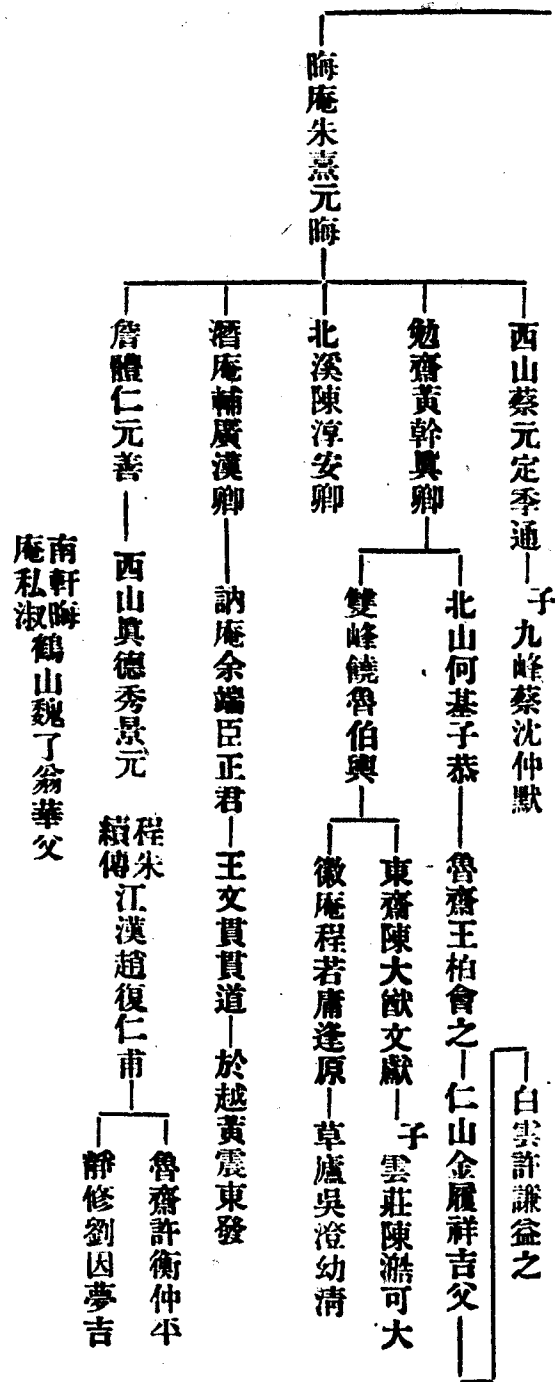 晦庵朱熹元晦
西山蔡元定季通
子
九峰蔡沈仲默
勉齋黃幹眞卿
北山何基子恭
魯齋王柏會之
仁山金履祥吉父
白雲許謙益之
雙峰饒魯伯輿
東齋陳大猷文獻
子
雲莊陳澔可大
徽庵程若庸逢原
草廬吳澄幼淸
北溪陳淳安卿
潛庵輔廣漢卿
訥庵余端臣正君
王文貫貫道
於越黃震東發
詹體仁元善
西山眞德秀景元
程朱
續傳
江漢趙復仁甫
魯齋許衡仲平
靜修劉因夢吉
南軒晦
庵私淑
鶴山魏了翁華父